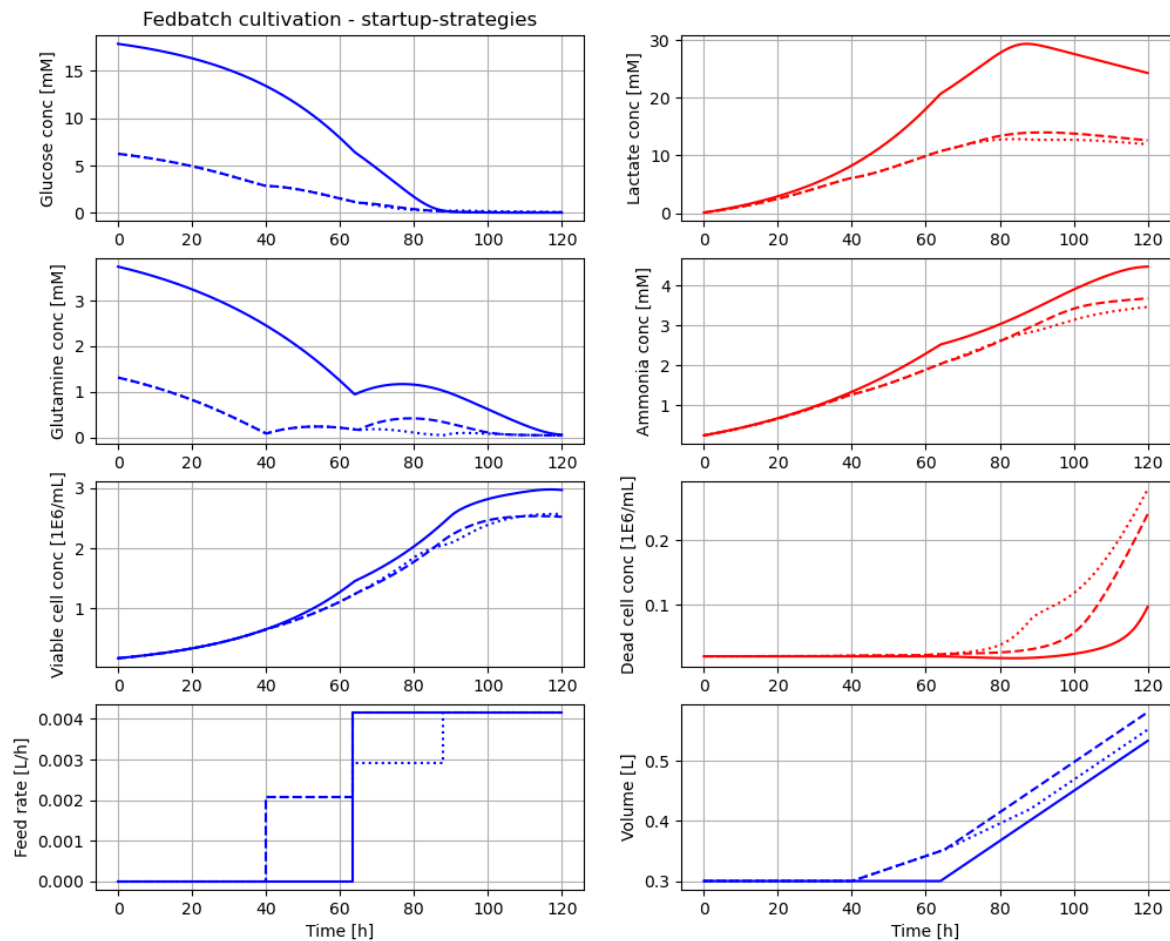 Fedbatch cultivation - startup-strategies
Glucose conc [mM]
15
10
5
0
0 20 40 60 80 100 120
Lactate conc [mM]
30
20
10
0
0 20 40 60 80 100 120
Glutamine conc [mM]
3
2
1
0
0 20 40 60 80 100 120
Ammonia conc [mM]
4
3
2
1
0 20 40 60 80 100 120
Viable cell conc [1E6/mL]
3
2
1
0 20 40 60 80 100 120
Dead cell conc [1E6/mL]
0.2
0.1
0 20 40 60 80 100 120
Feed rate [L/h]
0.004
0.003
0.002
0.001
0.000
0 20 40 60 80 100 120
Time [h]
Volume [L]
0.5
0.4
0.3
0 20 40 60 80 100 120
Time [h]